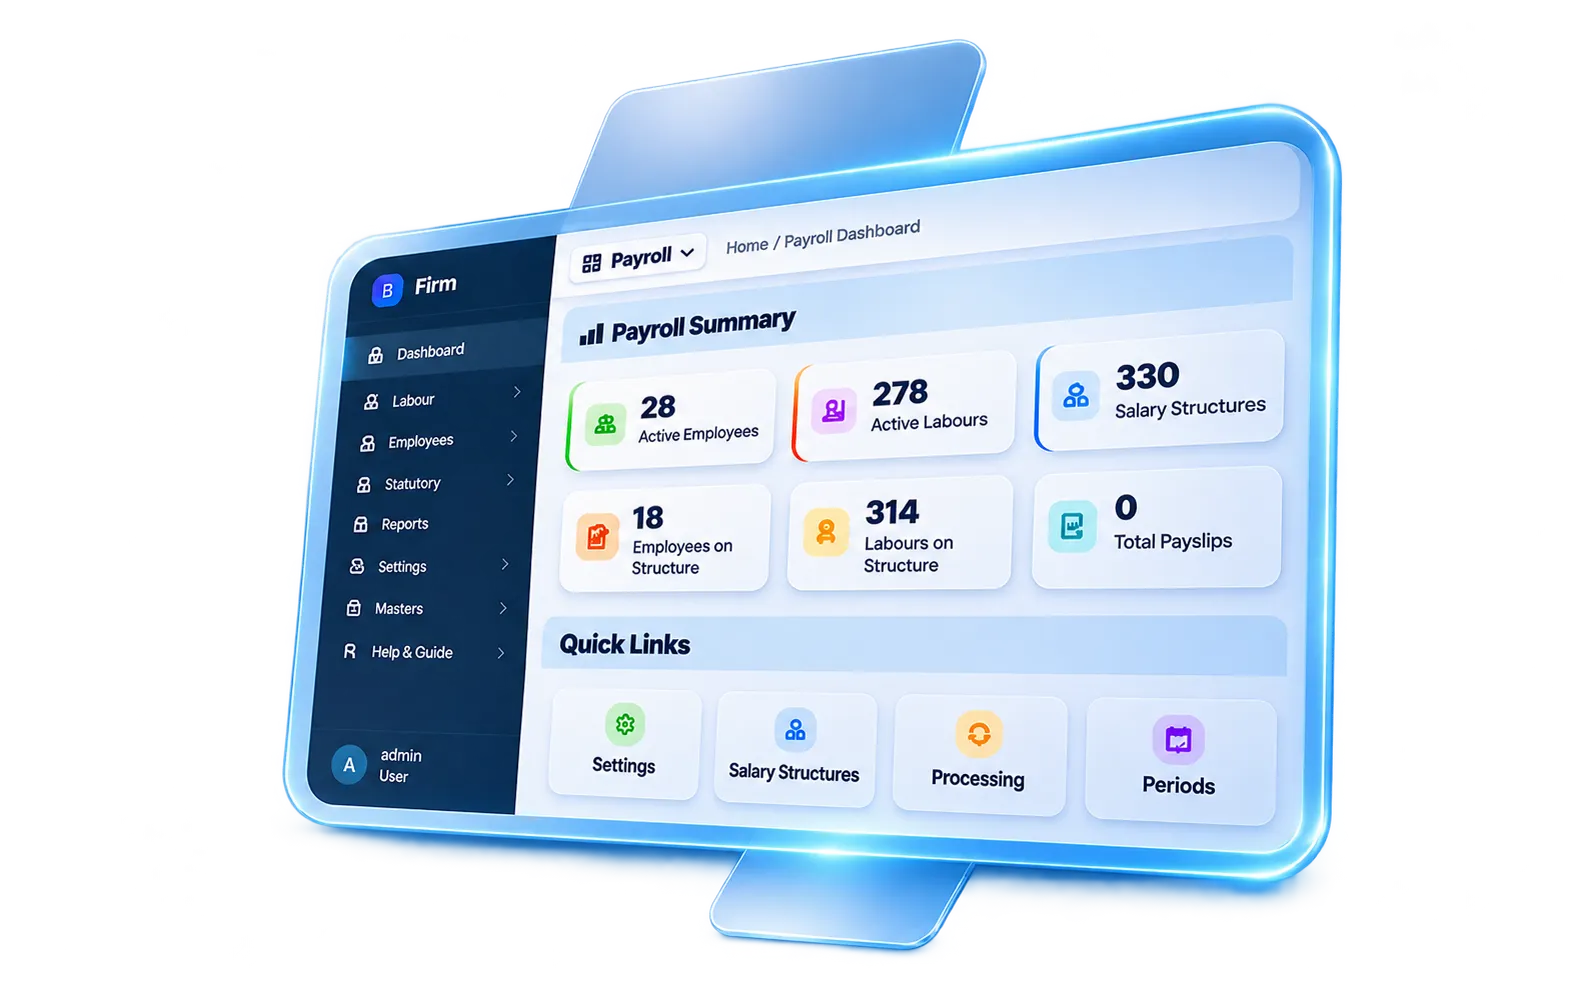 B Firm
Dashboard
Labour
Employees
Statutory
Reports
Settings
Masters
Help & Guide
A
admin
User
Payroll
Home / Payroll Dashboard
Payroll Summary
28
Active Employees
278
Active Labours
330
Salary Structures
18
Employees on
Structure
314
Labours on
Structure
0
Total Payslips
Quick Links
Settings
Salary Structures
Processing
Periods